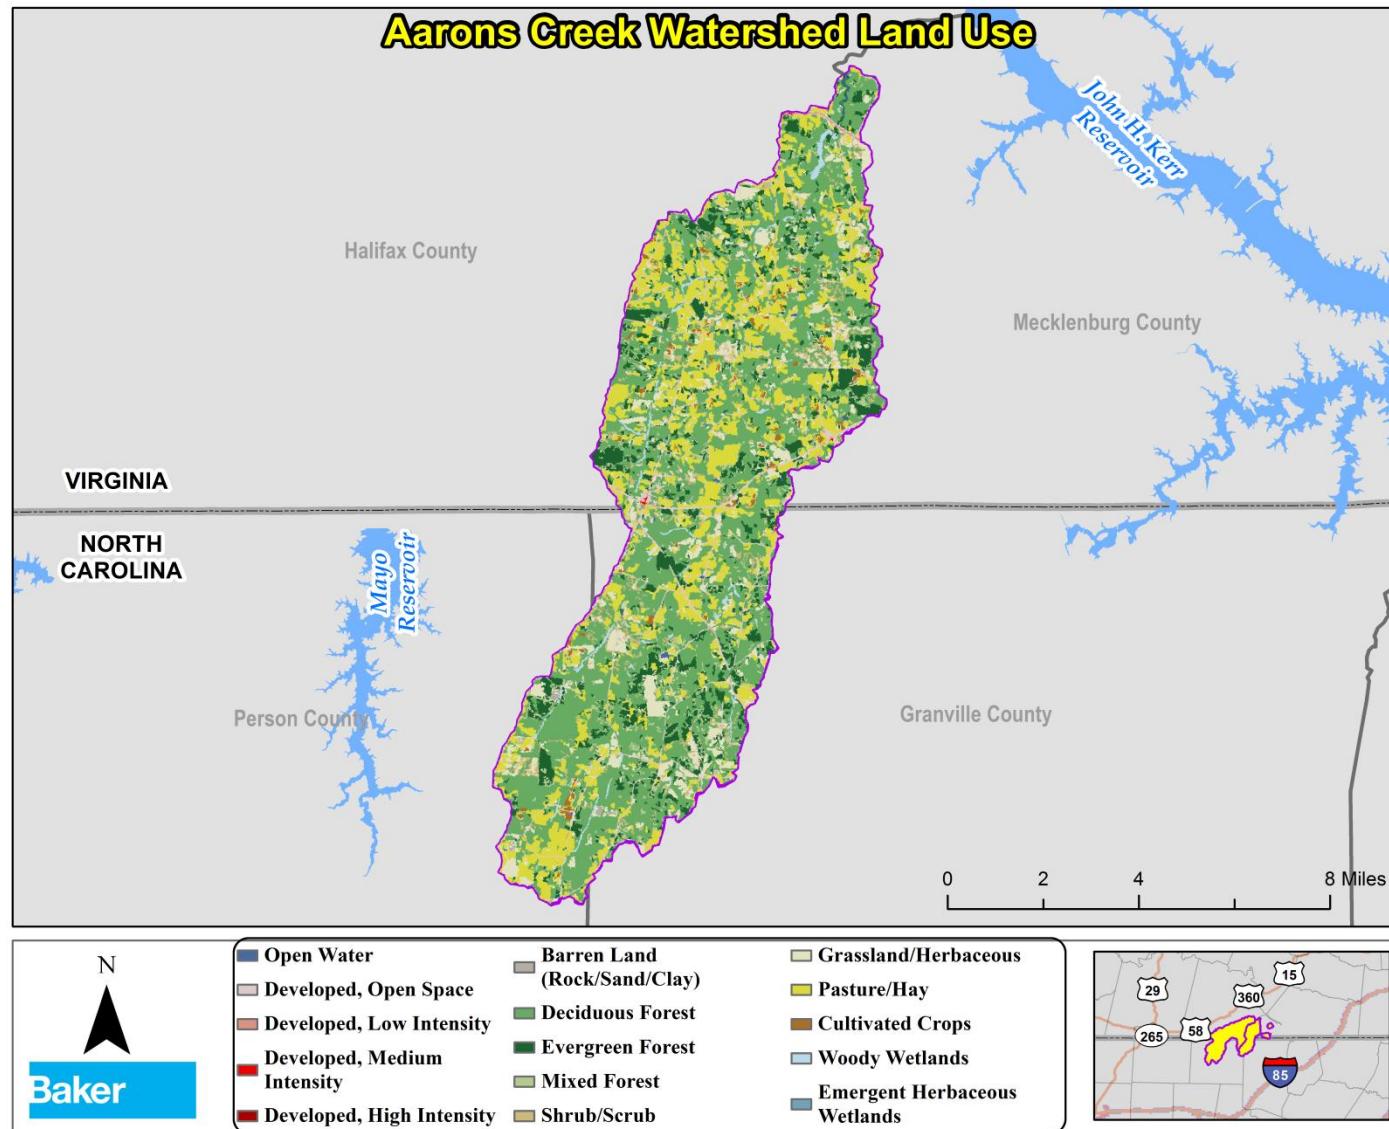 Aarons Creek Watershed Land Use
John H. Kerr
Reservoir
Halifax County
Mecklenburg County
VIRGINIA
NORTH
CAROLINA
Mayo
Reservoir
Person County
Granville County
0 2 4 8 Miles
N
Baker
Open Water
Developed, Open Space
Developed, Low Intensity
Developed, Medium
Intensity
Developed, High Intensity
Barren Land
(Rock/Sand/Clay)
Deciduous Forest
Evergreen Forest
Mixed Forest
Shrub/Scrub
Grassland/Herbaceous
Pasture/Hay
Cultivated Crops
Woody Wetlands
Emergent Herbaceous
Wetlands
29
15
360
58
265
85